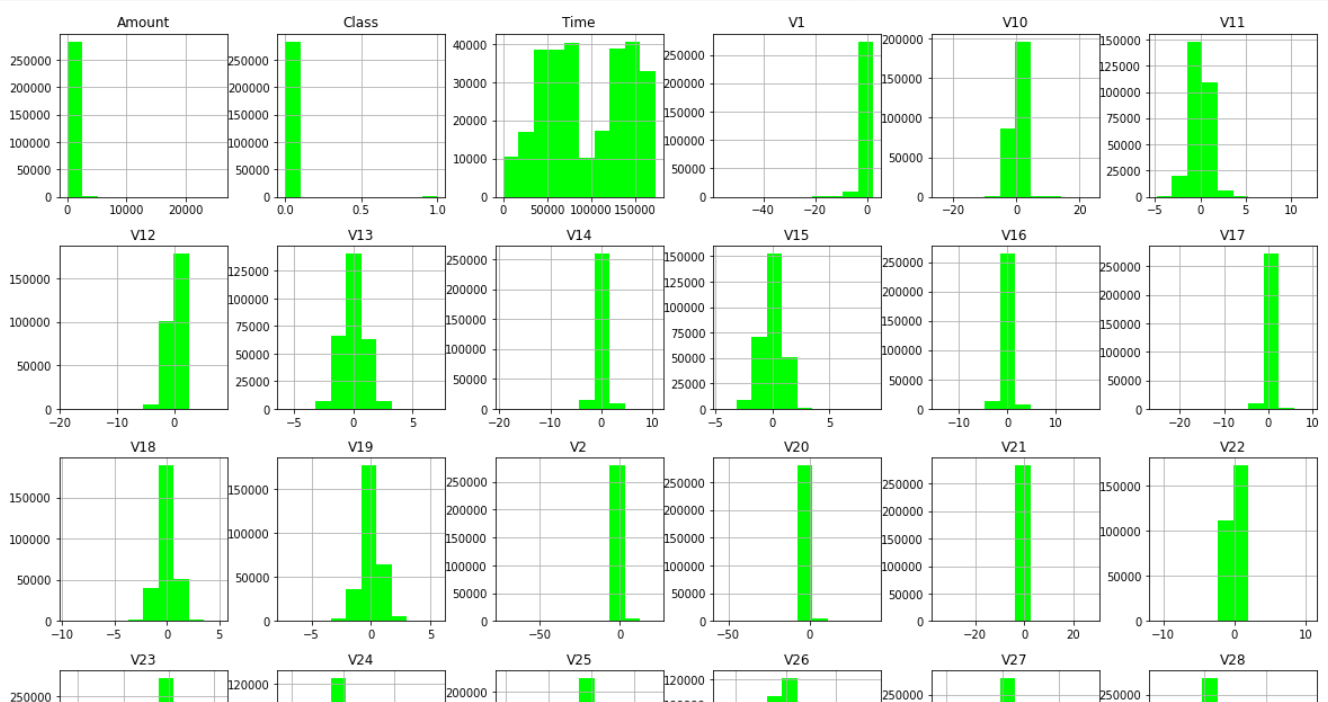 Amount Class Time V1 V10 V11
250000 250000 40000 250000 200000 150000
200000 200000 30000 200000 150000 125000
150000 150000 20000 150000 100000 100000
100000 100000 10000 100000 50000 75000
50000 50000 0 50000 0 50000
0 0 0 25000
0
0 10000 20000 0.0 0.5 1.0 0 50000 100000 150000 −40 −20 0 −20 0 20 −5 0 5 10
V12 V13 V14 V15 V16 V17
150000 125000 250000 150000 250000 250000
100000 100000 200000 125000 200000 200000
50000 75000 150000 100000 150000 150000
0 50000 100000 75000 100000 100000
25000 50000 50000 50000 50000
0 0 25000 0 0
0
−20 −10 0 −5 0 5 −20 −10 0 10 −5 0 5 −10 0 10 −20 −10 0 10
V18 V19 V2 V20 V21 V22
150000 150000 250000 250000 250000 150000
100000 100000 200000 200000 200000 100000
50000 50000 150000 150000 150000 50000
0 0 100000 100000 100000 0
50000 50000 50000
0 0 0
−10 −5 0 5 −5 0 5 −50 0 −50 0 −20 0 20 −10 0 10
V23 V24 V25 V26 V27 V28
250000 120000 200000 120000 250000 250000